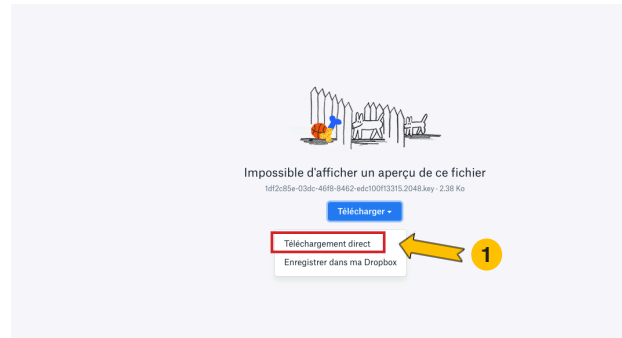 Impossible d'afficher un aperçu de ce fichier
1df2c85e-03dc-46f8-8462-edc100f13315.2048.key · 2.38 Ko
Télécharger
Téléchargement direct
1
Enregistrer dans ma Dropbox